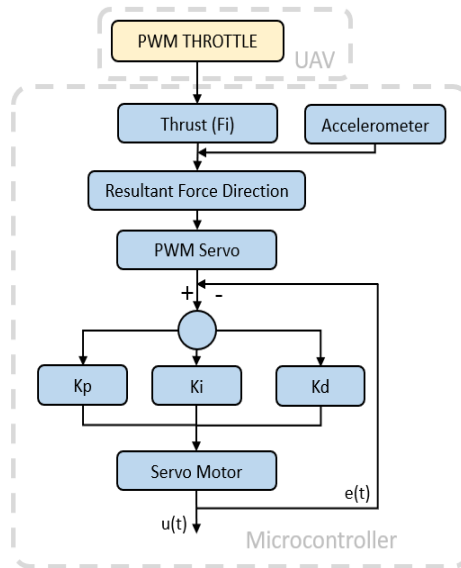 PWM THROTTLE
UAV
Thrust (Fi)
Accelerometer
Resultant Force Direction
PWM Servo
+ -
Kp
Ki
Kd
Servo Motor
e(t)
u(t)
Microcontroller